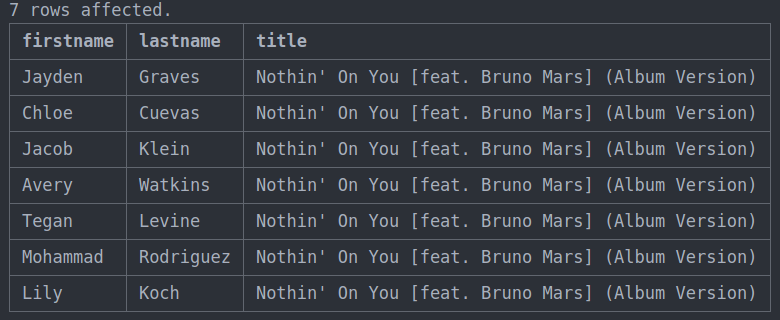 7 rows affected.
firstname lastname title
Jayden Graves Nothin' On You [feat. Bruno Mars] (Album Version)
Chloe Cuevas Nothin' On You [feat. Bruno Mars] (Album Version)
Jacob Klein Nothin' On You [feat. Bruno Mars] (Album Version)
Avery Watkins Nothin' On You [feat. Bruno Mars] (Album Version)
Tegan Levine Nothin' On You [feat. Bruno Mars] (Album Version)
Mohammad Rodriguez Nothin' On You [feat. Bruno Mars] (Album Version)
Lily Koch Nothin' On You [feat. Bruno Mars] (Album Version)